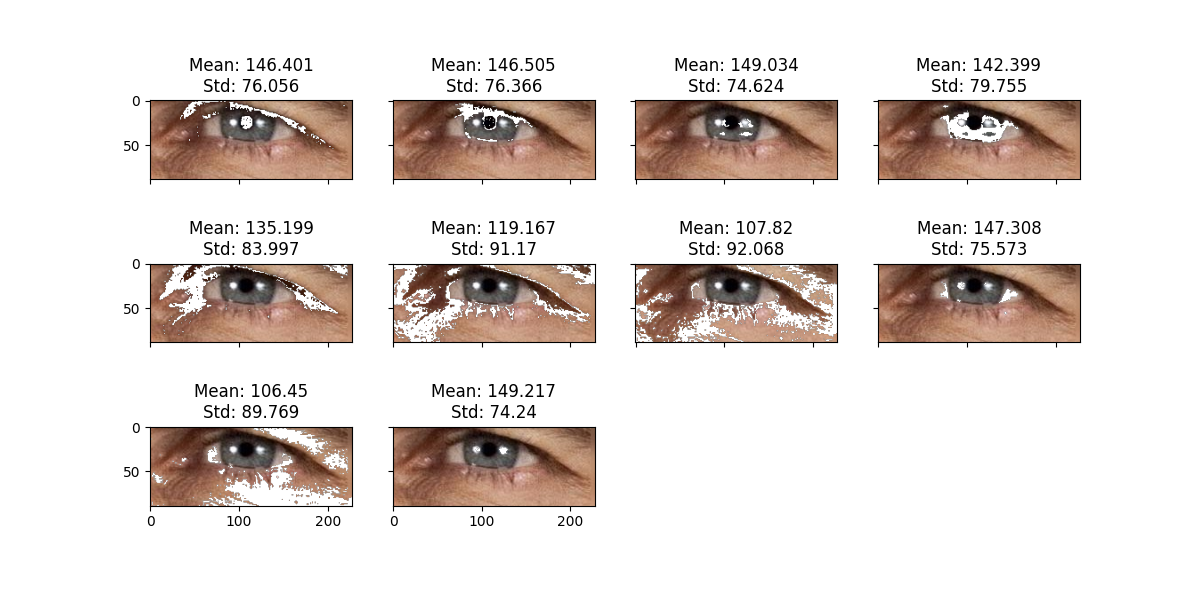 Mean: 146.401
Std: 76.056
Mean: 146.505
Std: 76.366
Mean: 149.034
Std: 74.624
Mean: 142.399
Std: 79.755
0
50
Mean: 135.199
Std: 83.997
Mean: 119.167
Std: 91.17
Mean: 107.82
Std: 92.068
Mean: 147.308
Std: 75.573
0
50
Mean: 106.45
Std: 89.769
Mean: 149.217
Std: 74.24
0
50
0 100 200
0 100 200